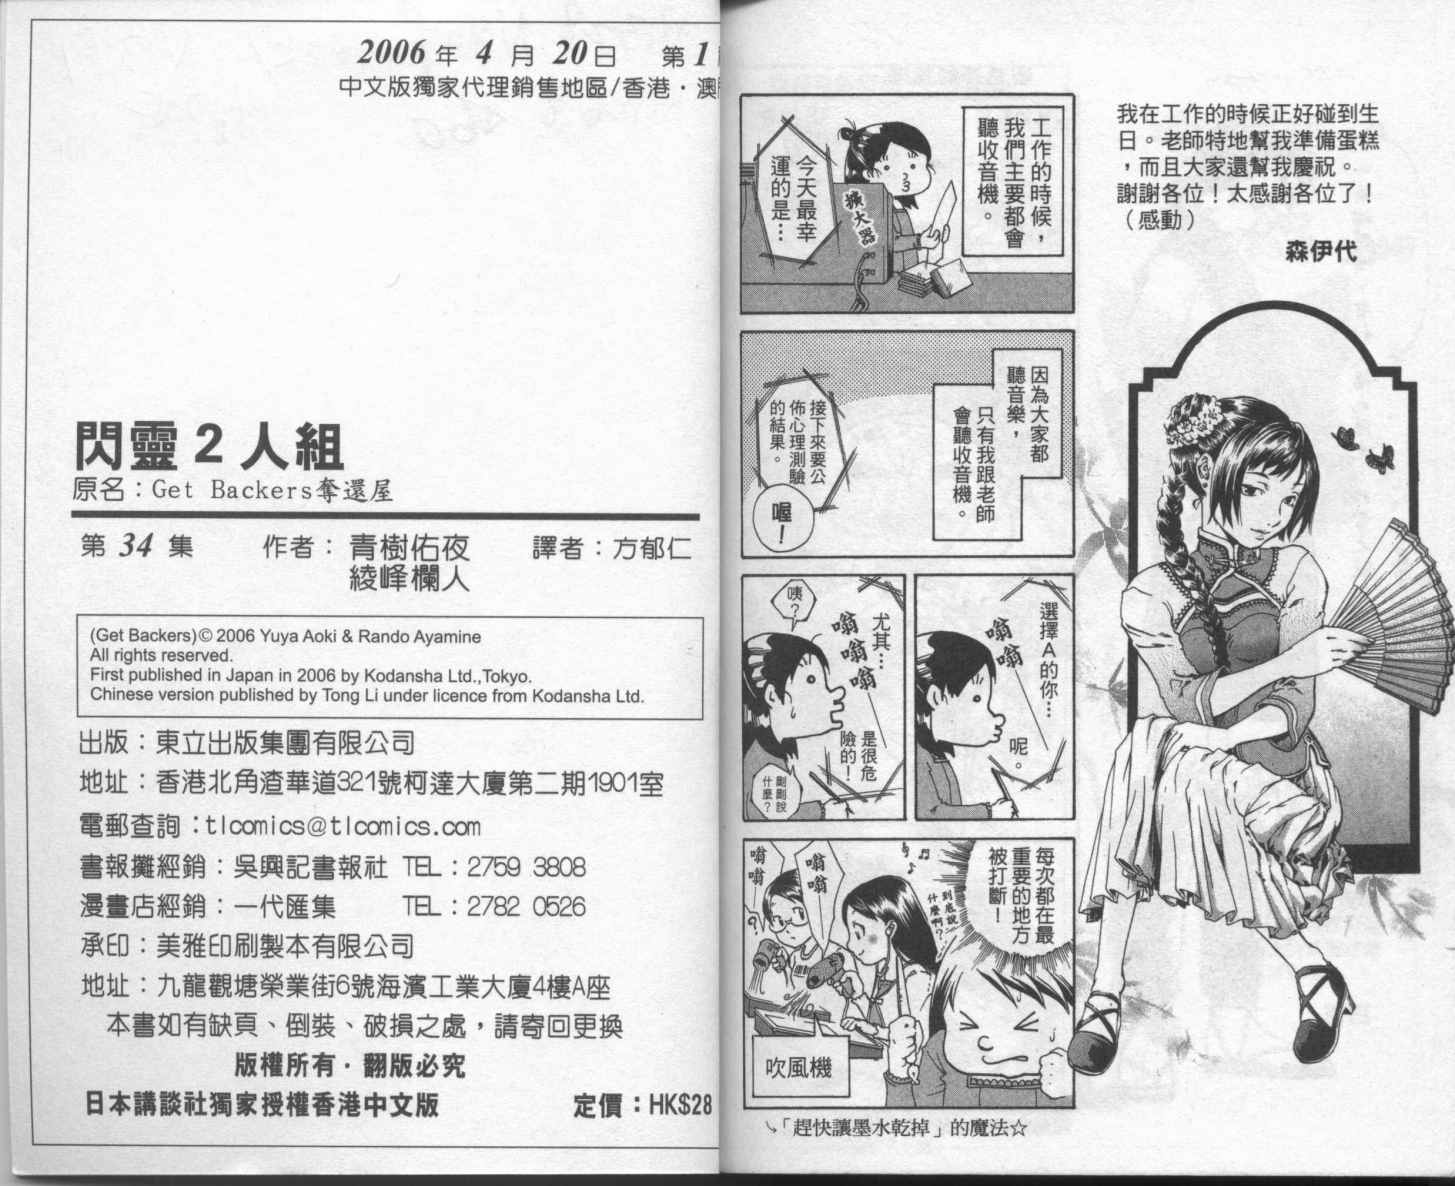 2006年 4 月 20日 第1
中文版獨家代理銷售地區/香港・澳
閃靈2人組
原名：Get Backers奪還屋
第 34 集 作者：青樹佑夜 譯者：方郁仁
綾峰欄人
(Get Backers)© 2006 Yuya Aoki & Rando Ayamine
All rights reserved.
First published in Japan in 2006 by Kodansha Ltd.,Tokyo.
Chinese version published by Tong Li under licence from Kodansha Ltd.
出版：東立出版集團有限公司
地址：香港北角渣華道321號柯達大廈第二期1901室
電郵查詢：tlcomics@tlcomics.com
書報攤經銷：吳興記書報社 TEL：2759 3808
漫畫店經銷：一代匯集 TEL：2782 0526
承印：美雅印刷製本有限公司
地址：九龍觀塘榮業街6號海濱工業大廈4樓A座
本書如有缺頁、倒裝、破損之處，請寄回更換
版權所有・翻版必究
日本講談社獨家授權香港中文版 定價：HK$28
我在工作的時候正好碰到生
日。老師特地幫我準備蛋糕
，而且大家還幫我慶祝。
謝謝各位！太感謝各位了！
（感動）
森伊代
工作的時候，
我們主要都會
聽收音機。
擴大器
今天最幸
運的是…
因為大家都
聽音樂，
只有我跟老師
會聽收音機。
接下來要公
佈心理測驗
的結果。
喔！
選擇A的你…
嗡
嗡
呢。
尤其…
嗡
嗡
嗡
是很危
險的！
咦？
剛剛說
什麼？
每次都在最
重要的地方
被打斷！
到底說
什麼啊？
嗡
嗡
嗡
嗡
吹風機
「趕快讓墨水乾掉」的魔法☆